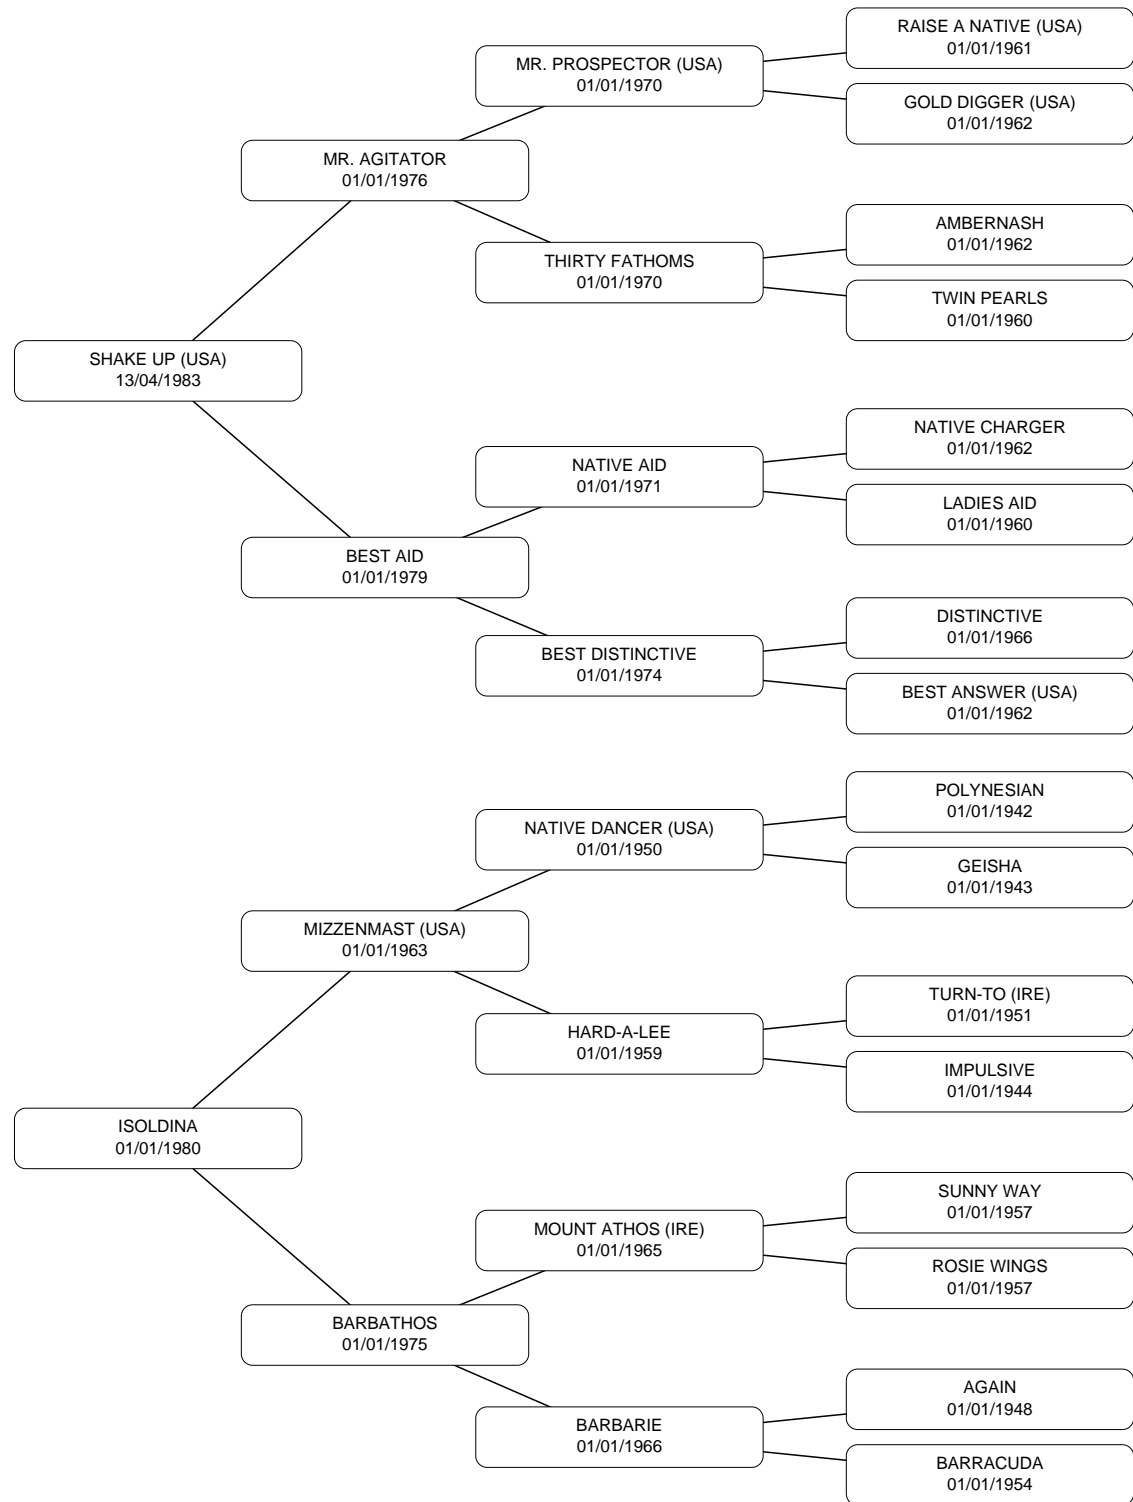 RAISE A NATIVE (USA)
01/01/1961
MR. PROSPECTOR (USA)
01/01/1970
GOLD DIGGER (USA)
01/01/1962
MR. AGITATOR
01/01/1976
AMBERNASH
01/01/1962
THIRTY FATHOMS
01/01/1970
TWIN PEARLS
01/01/1960
SHAKE UP (USA)
13/04/1983
NATIVE CHARGER
01/01/1962
NATIVE AID
01/01/1971
LADIES AID
01/01/1960
BEST AID
01/01/1979
DISTINCTIVE
01/01/1966
BEST DISTINCTIVE
01/01/1974
BEST ANSWER (USA)
01/01/1962
POLYNESIAN
01/01/1942
NATIVE DANCER (USA)
01/01/1950
GEISHA
01/01/1943
MIZZENMAST (USA)
01/01/1963
TURN-TO (IRE)
01/01/1951
HARD-A-LEE
01/01/1959
IMPULSIVE
01/01/1944
ISOLDINA
01/01/1980
SUNNY WAY
01/01/1957
MOUNT ATHOS (IRE)
01/01/1965
ROSIE WINGS
01/01/1957
BARBATHOS
01/01/1975
AGAIN
01/01/1948
BARBARIE
01/01/1966
BARRACUDA
01/01/1954